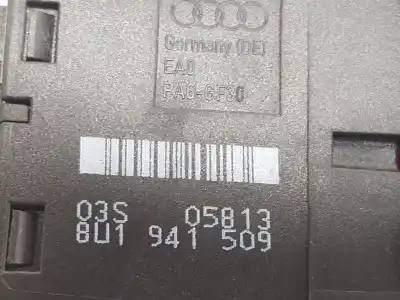 Germany (DE)
EAO
PA6-GF30
03S 05813
8U1 941 509